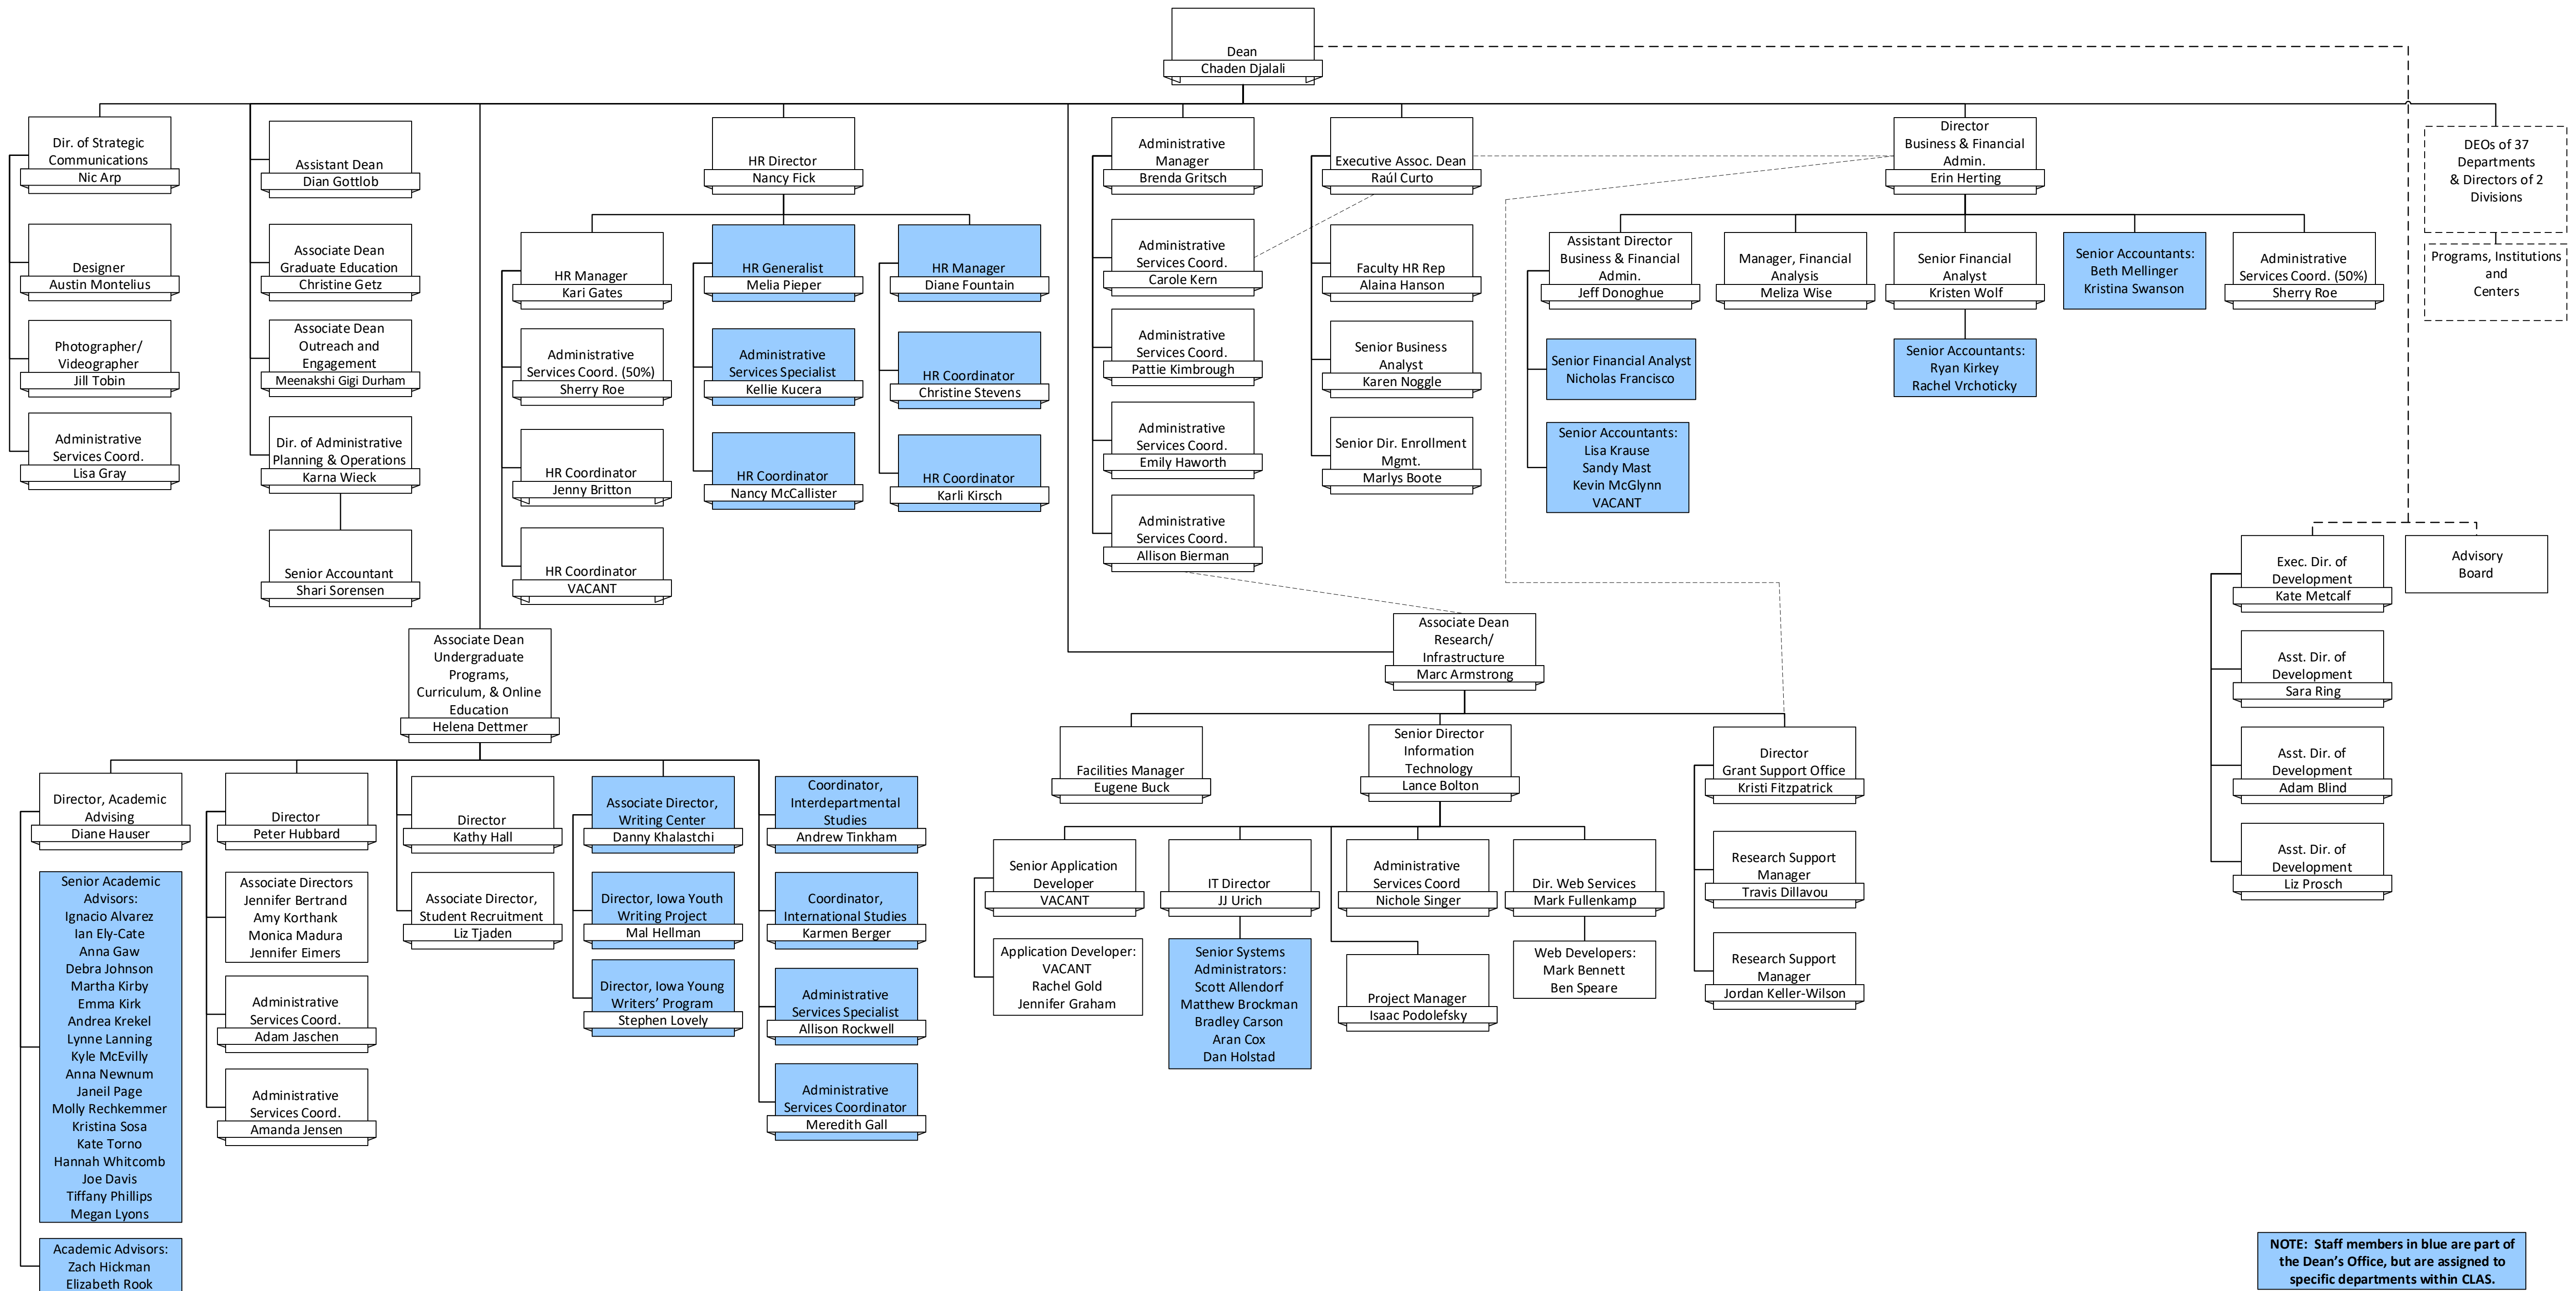 Dean
Chaden Djalali
Dir. of Strategic
Communications
Nic Arp
Designer
Austin Montelius
Photographer/
Videographer
Jill Tobin
Administrative
Services Coord.
Lisa Gray
Assistant Dean
Dian Gottlob
Associate Dean
Graduate Education
Christine Getz
Associate Dean
Outreach and
Engagement
Meenakshi Gigi Durham
Dir. of Administrative
Planning & Operations
Karna Wieck
Senior Accountant
Shari Sorensen
HR Director
Nancy Fick
HR Manager
Kari Gates
Administrative
Services Coord. (50%)
Sherry Roe
HR Coordinator
Jenny Britton
HR Coordinator
VACANT
HR Generalist
Melia Pieper
Administrative
Services Specialist
Kellie Kucera
HR Coordinator
Nancy McCallister
HR Manager
Diane Fountain
HR Coordinator
Christine Stevens
HR Coordinator
Karli Kirsch
Administrative
Manager
Brenda Gritsch
Administrative
Services Coord.
Carole Kern
Administrative
Services Coord.
Pattie Kimbrough
Administrative
Services Coord.
Emily Haworth
Administrative
Services Coord.
Allison Bierman
Executive Assoc. Dean
Raúl Curto
Faculty HR Rep
Alaina Hanson
Senior Business
Analyst
Karen Noggle
Senior Dir. Enrollment
Mgmt.
Marlys Boote
Director
Business & Financial
Admin.
Erin Herting
Assistant Director
Business & Financial
Admin.
Jeff Donoghue
Senior Financial Analyst
Nicholas Francisco
Senior Accountants:
Lisa Krause
Sandy Mast
Kevin McGlynn
VACANT
Manager, Financial
Analysis
Meliza Wise
Senior Financial
Analyst
Kristen Wolf
Senior Accountants:
Ryan Kirkey
Rachel Vrchoticky
Senior Accountants:
Beth Mellinger
Kristina Swanson
Administrative
Services Coord. (50%)
Sherry Roe
DEOs of 37
Departments
& Directors of 2
Divisions
Programs, Institutions
and
Centers
Exec. Dir. of
Development
Kate Metcalf
Advisory
Board
Asst. Dir. of
Development
Sara Ring
Asst. Dir. of
Development
Adam Blind
Asst. Dir. of
Development
Liz Prosch
Associate Dean
Undergraduate
Programs,
Curriculum, & Online
Education
Helena Dettmer
Director, Academic
Advising
Diane Hauser
Senior Academic
Advisors:
Ignacio Alvarez
Ian Ely-Cate
Anna Gaw
Debra Johnson
Martha Kirby
Emma Kirk
Andrea Krekel
Lynne Lanning
Kyle McEvilly
Anna Newnum
Janeil Page
Molly Rechkemmer
Kristina Sosa
Kate Torno
Hannah Whitcomb
Joe Davis
Tiffany Phillips
Megan Lyons
Academic Advisors:
Zach Hickman
Elizabeth Rook
Director
Peter Hubbard
Associate Directors
Jennifer Bertrand
Amy Korthank
Monica Madura
Jennifer Eimers
Administrative
Services Coord.
Adam Jaschen
Administrative
Services Coord.
Amanda Jensen
Director
Kathy Hall
Associate Director,
Student Recruitment
Liz Tjaden
Associate Director,
Writing Center
Danny Khalastchi
Director, Iowa Youth
Writing Project
Mal Hellman
Director, Iowa Young
Writers’ Program
Stephen Lovely
Coordinator,
Interdepartmental
Studies
Andrew Tinkham
Coordinator,
International Studies
Karmen Berger
Administrative
Services Specialist
Allison Rockwell
Administrative
Services Coordinator
Meredith Gall
Associate Dean
Research/
Infrastructure
Marc Armstrong
Facilities Manager
Eugene Buck
Senior Director
Information
Technology
Lance Bolton
Director
Grant Support Office
Kristi Fitzpatrick
Senior Application
Developer
VACANT
Application Developer:
VACANT
Rachel Gold
Jennifer Graham
IT Director
JJ Urich
Senior Systems
Administrators:
Scott Allendorf
Matthew Brockman
Bradley Carson
Aran Cox
Dan Holstad
Administrative
Services Coord
Nichole Singer
Project Manager
Isaac Podolefsky
Dir. Web Services
Mark Fullenkamp
Web Developers:
Mark Bennett
Ben Speare
Research Support
Manager
Travis Dillavou
Research Support
Manager
Jordan Keller-Wilson
NOTE:  Staff members in blue are part of
the Dean’s Office, but are assigned to
specific departments within CLAS.